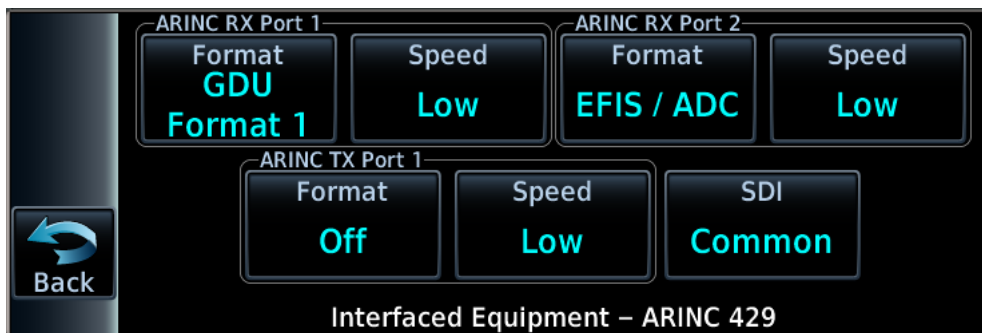 ARINC RX Port 1
ARINC RX Port 2
Format
GDU
Format 1
Speed
Low
Format
EFIS / ADC
Speed
Low
ARINC TX Port 1
Format
Off
Speed
Low
SDI
Common
Back
Interfaced Equipment – ARINC 429